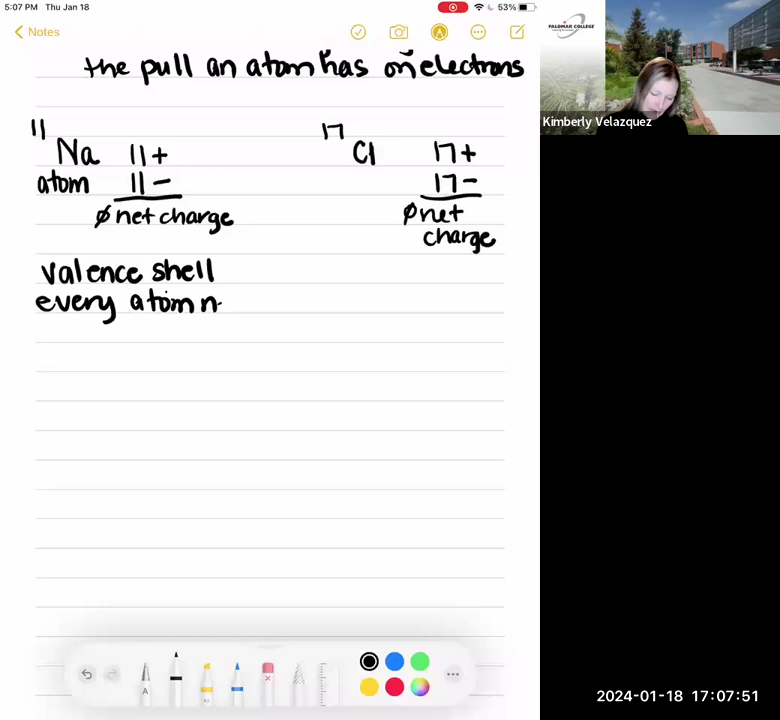 5:07 PM Thu Jan 18
53%
Notes
the pull an atom has on electrons
11
Na 11+
atom 11-
∅ net charge
17
Cl 17+
17-
∅ net
charge
valence shell
every atom n
A
PALOMAR COLLEGE
Kimberly Velazquez
2024-01-18 17:07:51